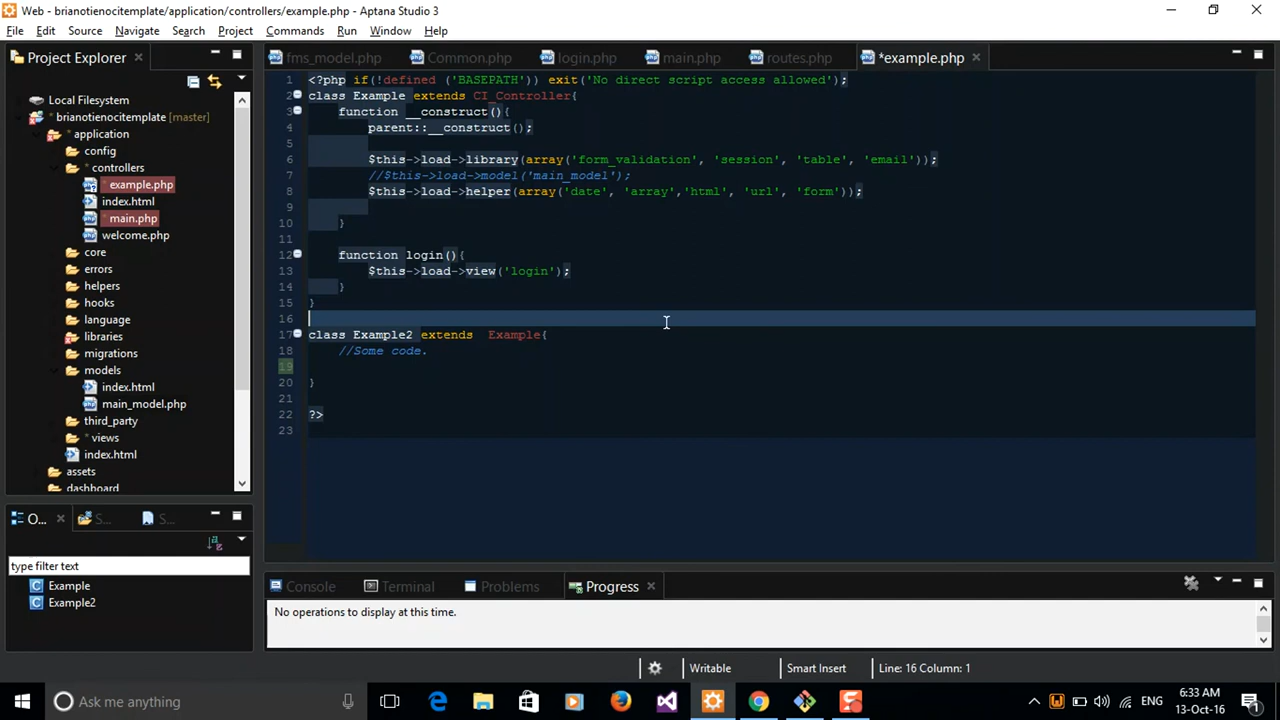 Web - brianotienocitemplate/application/controllers/example.php - Aptana Studio 3
File Edit Source Navigate Search Project Commands Run Window Help
Project Explorer
fms_model.php Common.php login.php main.php routes.php *example.php
Local Filesystem
* brianotienocitemplate [master]
* application
config
* controllers
* example.php
index.html
* main.php
welcome.php
core
errors
helpers
hooks
language
libraries
migrations
models
index.html
main_model.php
third_party
* views
index.html
assets
dashboard
1 <?php if(!defined ('BASEPATH')) exit('No direct script access allowed');
2 class Example extends CI_Controller{
3 function __construct(){
4 parent::__construct();
5
6 $this->load->library(array('form_validation', 'session', 'table', 'email'));
7 //$this->load->model('main_model');
8 $this->load->helper(array('date', 'array','html', 'url', 'form'));
9
10 }
11
12 function login(){
13 $this->load->view('login');
14 }
15 }
16
17 class Example2 extends  Example{
18 //Some code.
19
20 }
21
22 ?>
23
O... S... S...
type filter text
Example
Example2
Console Terminal Problems Progress
No operations to display at this time.
Writable Smart Insert Line: 16 Column: 1
Ask me anything
ENG
6:33 AM
13-Oct-16
1